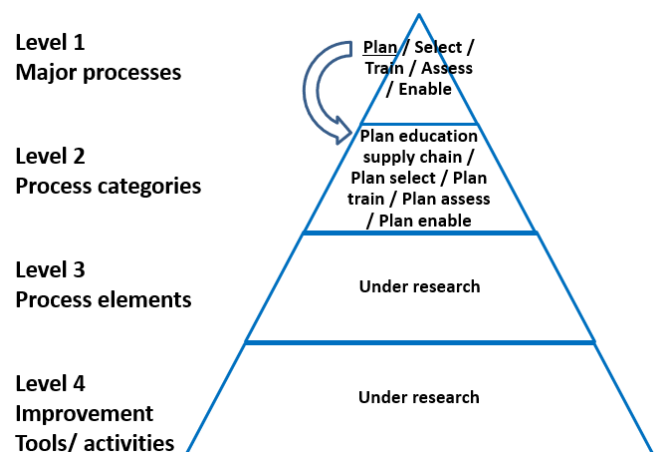 Level 1
Major processes
Plan / Select /
Train / Assess
/ Enable
Level 2
Process categories
Plan education
supply chain /
Plan select / Plan
train / Plan assess
/ Plan enable
Level 3
Process elements
Under research
Level 4
Improvement
Tools/ activities
Under research